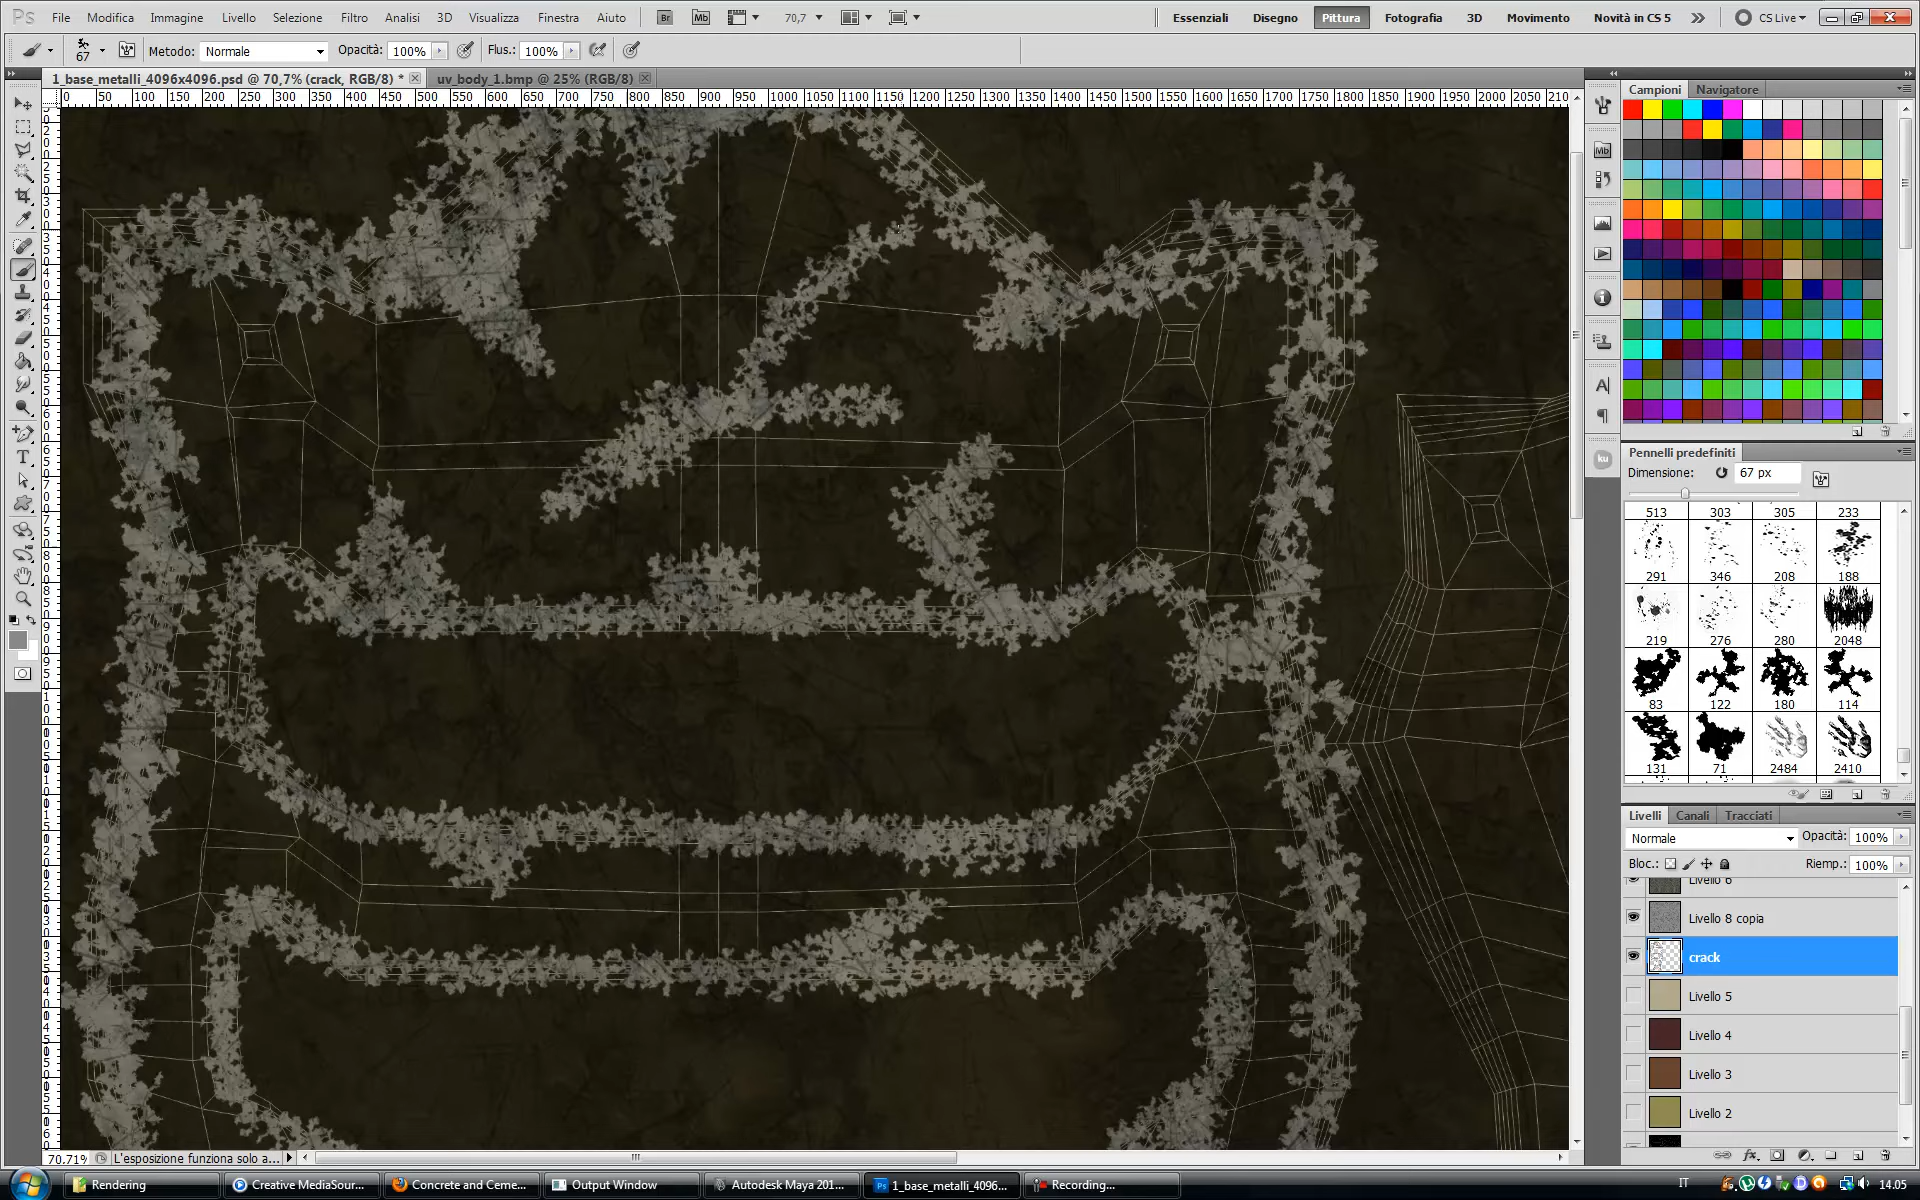 Ps File Modifica Immagine Livello Selezione Filtro Analisi 3D Visualizza Finestra Aiuto Br Mb 70,7 Essenziali Disegno Pittura Fotografia 3D Movimento Novità in CS 5 CS Live
67 Metodo: Normale Opacità: 100% Flus.: 100%
1_base_metalli_4096x4096.psd @ 70,7% (crack, RGB/8) * uv_body_1.bmp @ 25% (RGB/8)
0 50 100 150 200 250 300 350 400 450 500 550 600 650 700 750 800 850 900 950 1000 1050 1100 1150 1200 1250 1300 1350 1400 1450 1500 1550 1600 1650 1700 1750 1800 1850 1900 1950 2000 2050 210
Campioni Navigatore
Mb
A
ku
Pennelli predefiniti
Dimensione: 67 px
513 303 305 233
291 346 208 188
219 276 280 2048
83 122 180 114
131 71 2484 2410
Livelli Canali Tracciati
Normale Opacità: 100%
Bloc.: Riemp.: 100%
Livello 6
Livello 8 copia
crack
Livello 5
Livello 4
Livello 3
Livello 2
70,71% L'esposizione funziona solo a...
Rendering Creative MediaSour... Concrete and Ceme... Output Window Autodesk Maya 201... 1_base_metalli_4096... Recording... IT 14.05